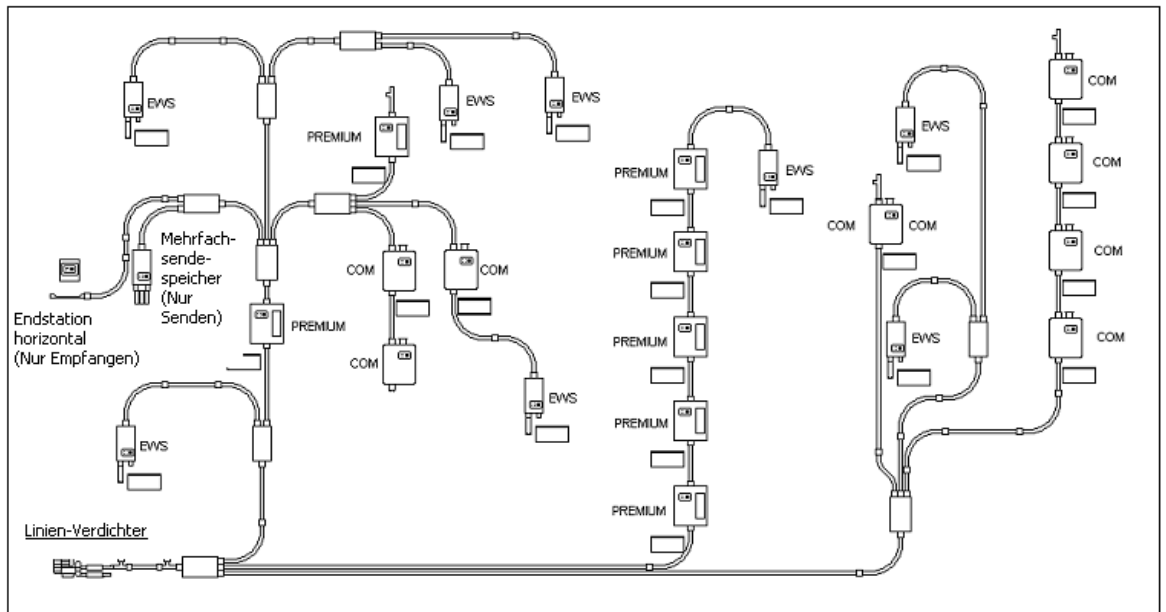 EWS
EWS
EWS
PREMIUM
Mehrfach-
sende-
speicher
(Nur
Senden)
Endstation
horizontal
(Nur Empfangen)
PREMIUM
COM
COM
COM
EWS
EWS
Linien-Verdichter
PREMIUM
EWS
PREMIUM
PREMIUM
PREMIUM
PREMIUM
EWS
COM COM
EWS
COM
COM
COM
COM